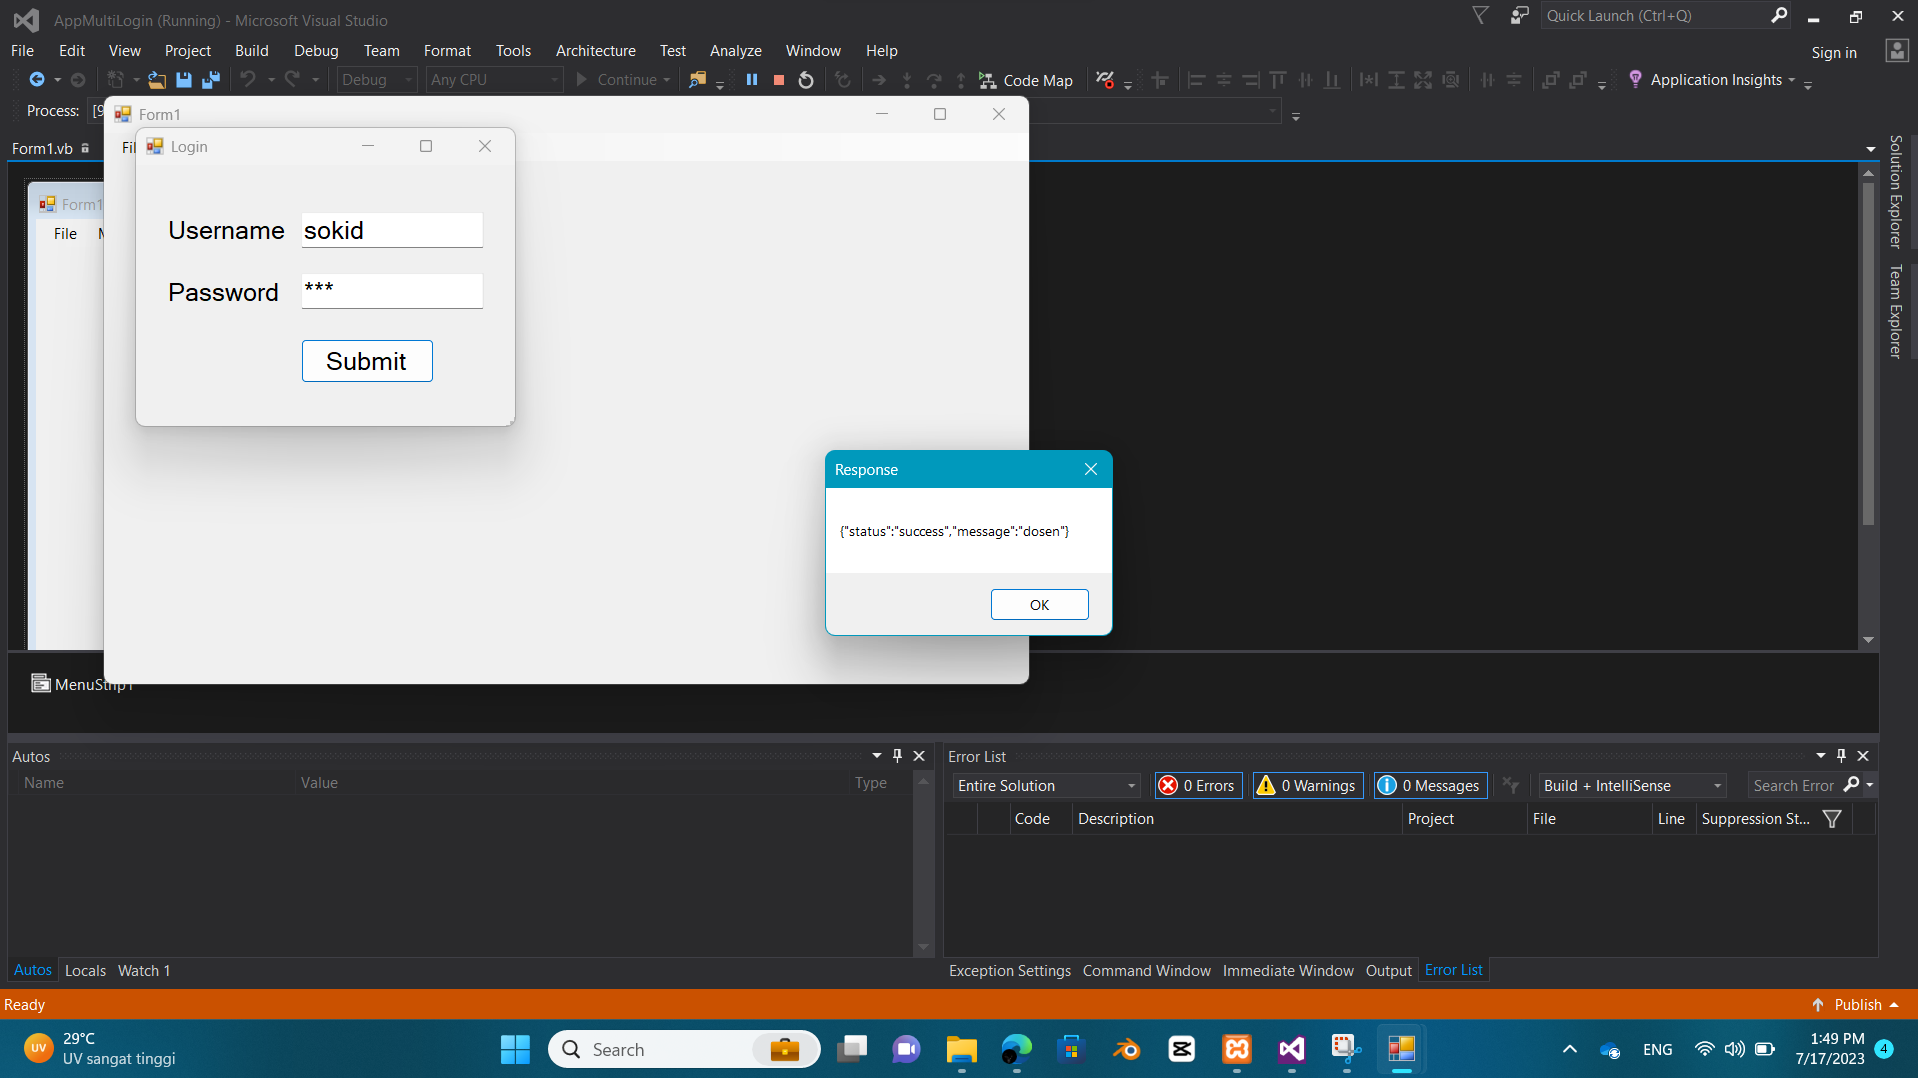 AppMultiLogin (Running) - Microsoft Visual Studio
Quick Launch (Ctrl+Q)
File Edit View Project Build Debug Team Format Tools Architecture Test Analyze Window Help
Sign in
Debug Any CPU Continue Code Map Application Insights
Process: [9
Form1
Form1.vb
Fil
Login
Form1
File M
Username sokid
Password ***
Submit
Response
{"status":"success","message":"dosen"}
OK
Solution Explorer
Team Explorer
MenuStrip1
Autos
Name Value Type
Autos Locals Watch 1
Error List
Entire Solution 0 Errors 0 Warnings 0 Messages Build + IntelliSense Search Error
Code Description Project File Line Suppression St...
Exception Settings Command Window Immediate Window Output Error List
Ready
Publish
UV
29°C
UV sangat tinggi
Search
ENG
1:49 PM
7/17/2023
4